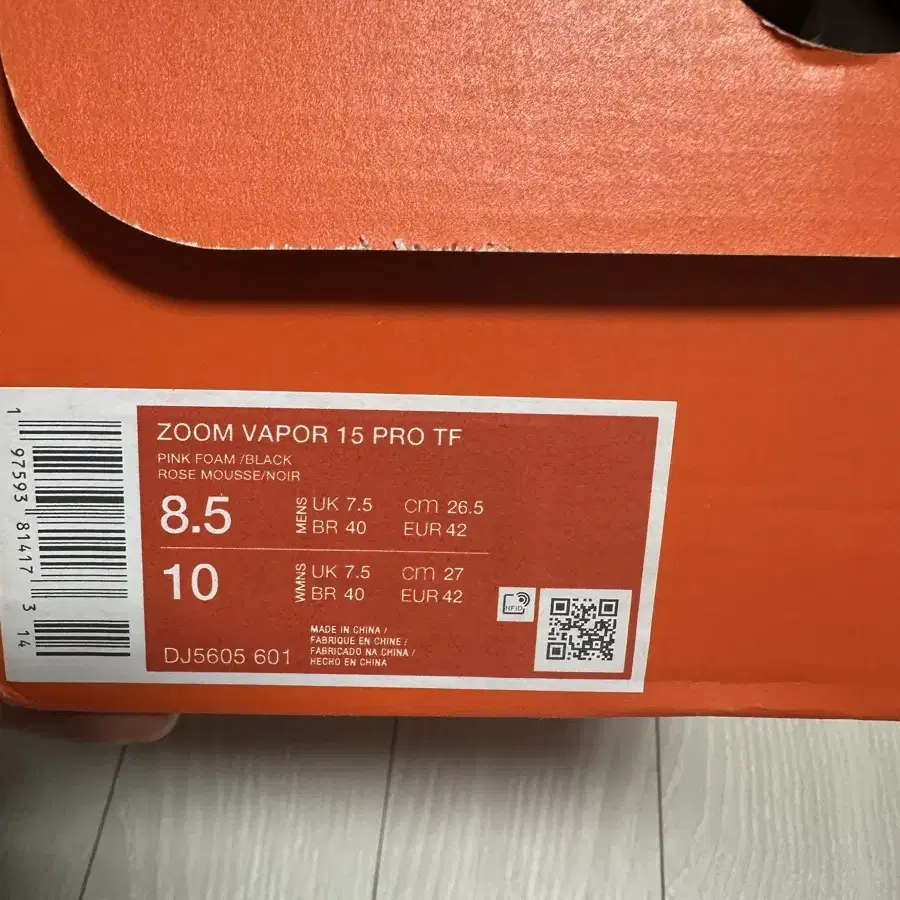 ZOOM VAPOR 15 PRO TF
PINK FOAM /BLACK
ROSE MOUSSE/NOIR
8.5 MENS UK 7.5 cm 26.5
BR 40 EUR 42
10 WMNS UK 7.5 cm 27
BR 40 EUR 42
DJ5605 601
MADE IN CHINA /
FABRIQUE EN CHINE /
FABRICADO NA CHINA /
HECHO EN CHINA
1 97593 81417 3 14